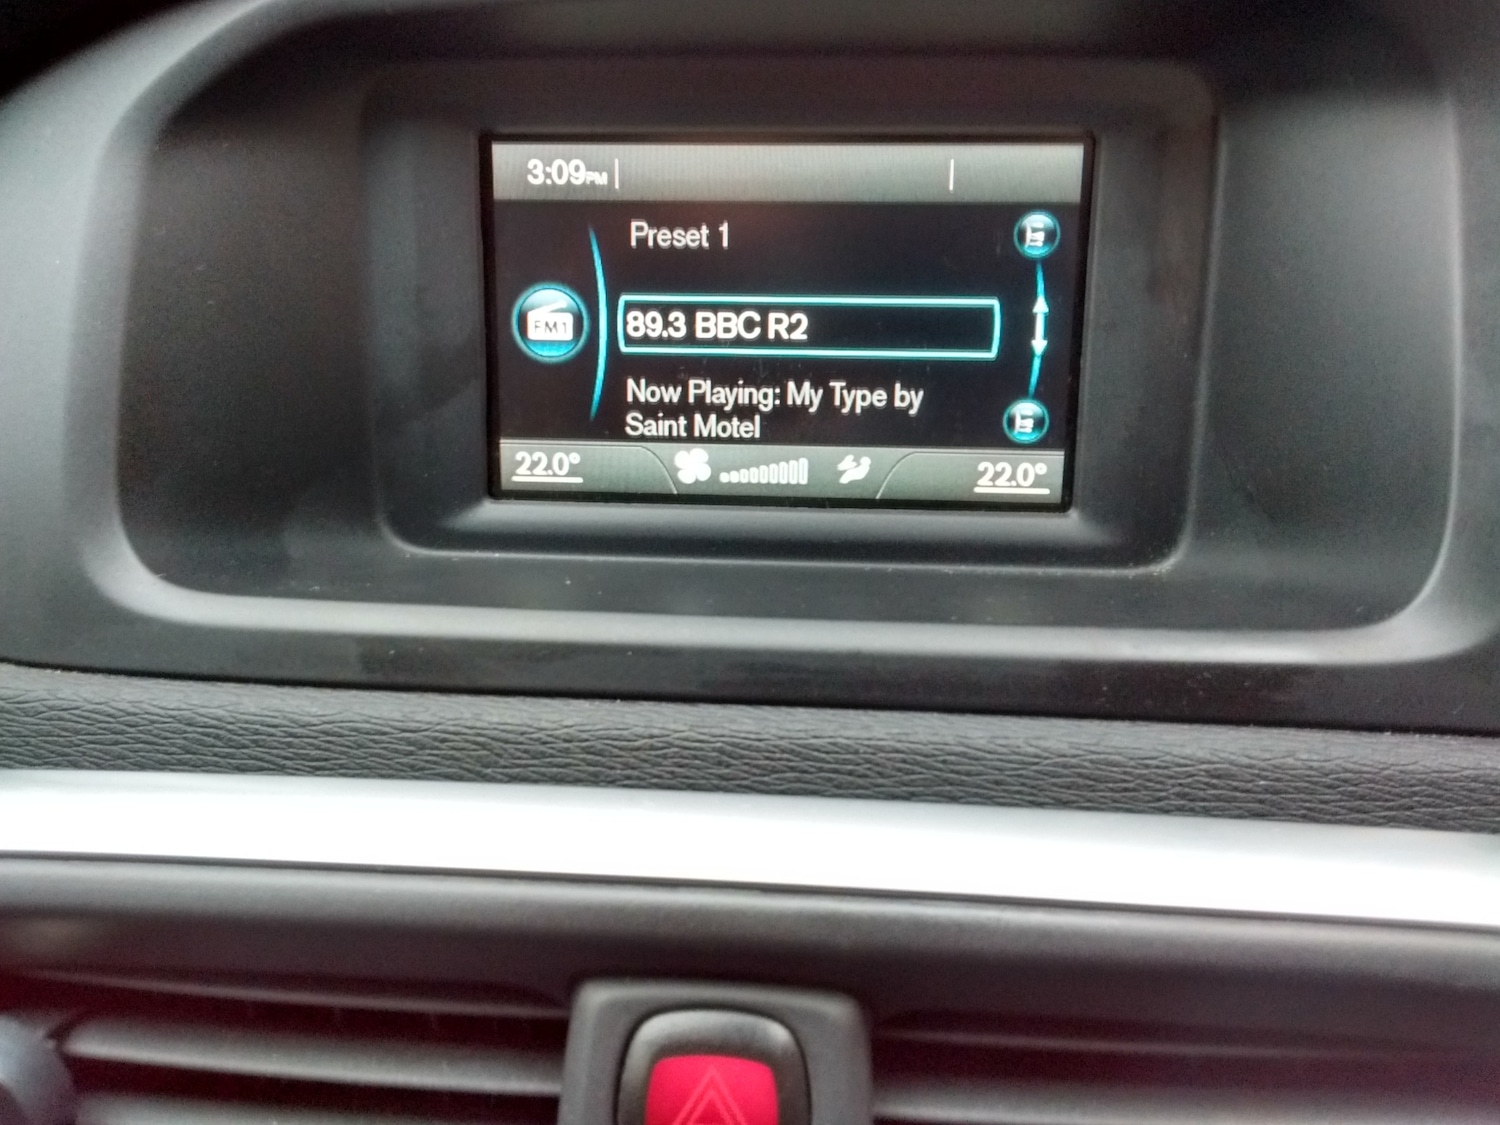 3:09PM
Preset 1
FM1
89.3 BBC R2
Now Playing: My Type by
Saint Motel
22.0°
22.0°